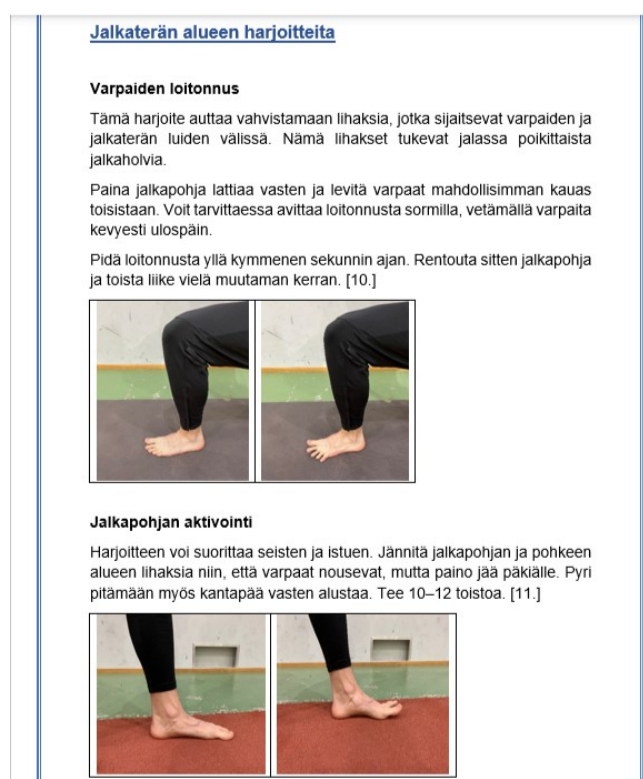 Jalkaterän alueen harjoitteita
Varpaiden loitonnus
Tämä harjoite auttaa vahvistamaan lihaksia, jotka sijaitsevat varpaiden ja
jalkaterän luiden välissä. Nämä lihakset tukevat jalassa poikittaista
jalkaholvia.
Paina jalkapohja lattiaa vasten ja levitä varpaat mahdollisimman kauas
toisistaan. Voit tarvittaessa avittaa loitonnusta sormilla, vetämällä varpaita
kevyesti ulospäin.
Pidä loitonnusta yllä kymmenen sekunnin ajan. Rentouta sitten jalkapohja
ja toista liike vielä muutaman kerran. [10.]
Jalkapohjan aktivointi
Harjoitteen voi suorittaa seisten ja istuen. Jännitä jalkapohjan ja pohkeen
alueen lihaksia niin, että varpaat nousevat, mutta paino jää päkiälle. Pyri
pitämään myös kantapää vasten alustaa. Tee 10–12 toistoa. [11.]